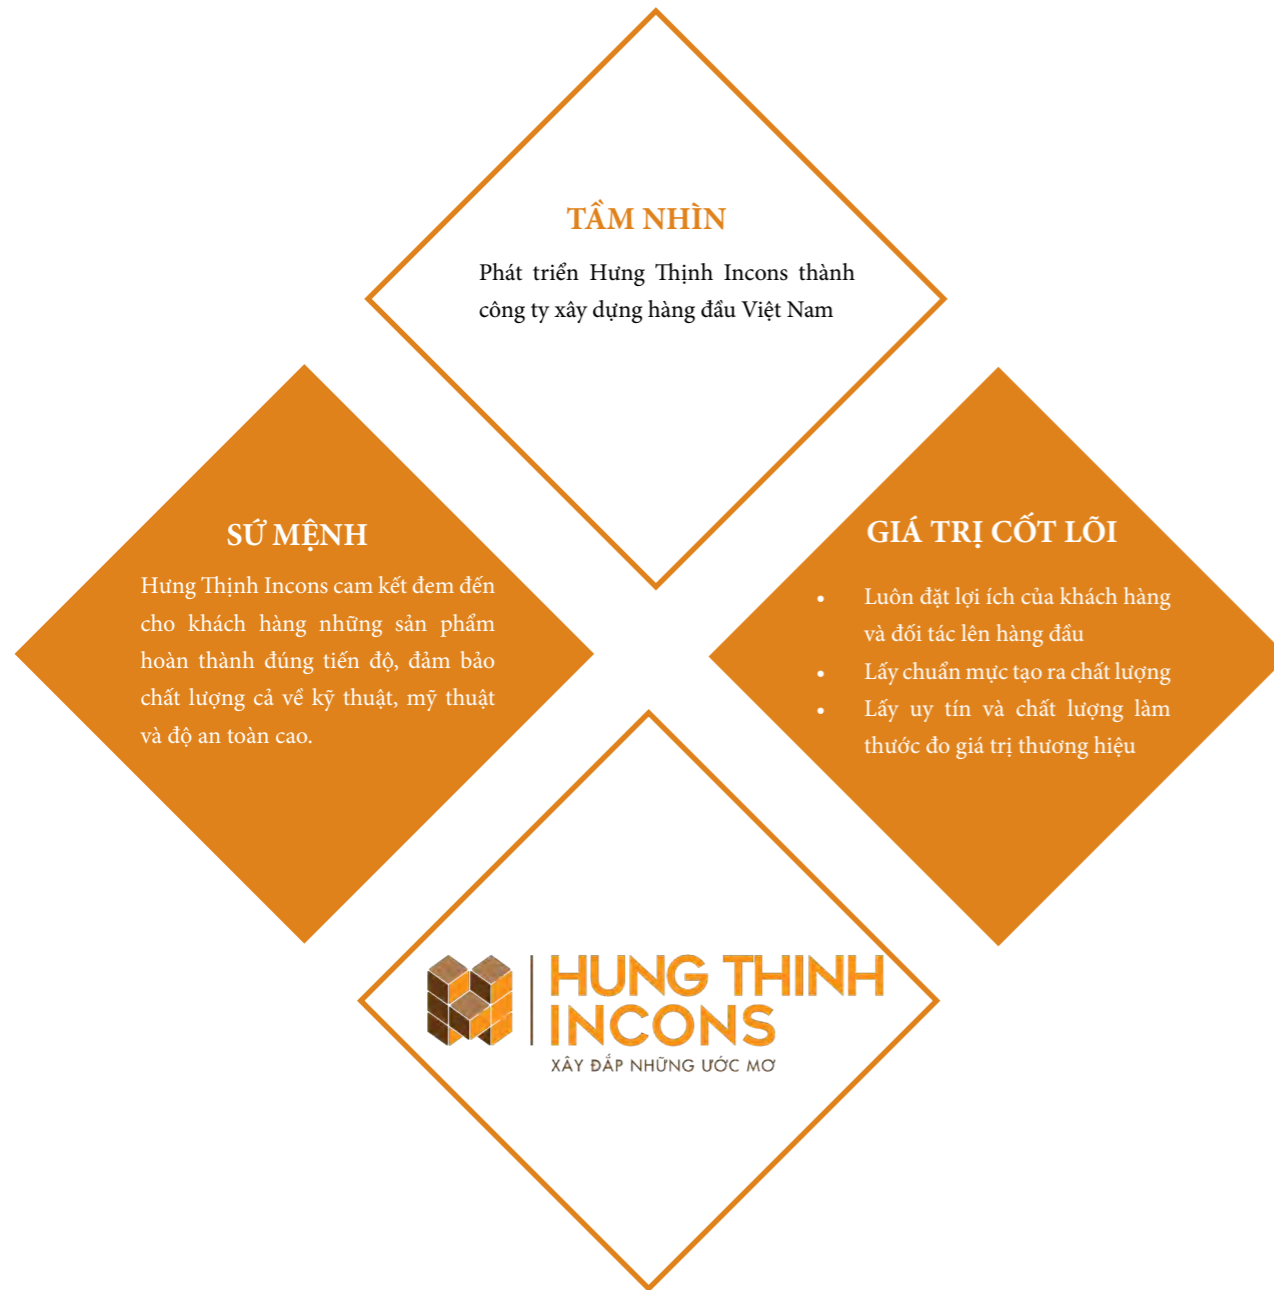 TẦM NHÌN
Phát triển Hưng Thịnh Incons thành
công ty xây dựng hàng đầu Việt Nam
SỨ MỆNH
Hưng Thịnh Incons cam kết đem đến
cho khách hàng những sản phẩm
hoàn thành đúng tiến độ, đảm bảo
chất lượng cả về kỹ thuật, mỹ thuật
và độ an toàn cao.
GIÁ TRỊ CỐT LÕI
• Luôn đặt lợi ích của khách hàng
và đối tác lên hàng đầu
• Lấy chuẩn mực tạo ra chất lượng
• Lấy uy tín và chất lượng làm
thước đo giá trị thương hiệu
HUNG THINH
INCONS
XÂY ĐẮP NHỮNG ƯỚC MƠ